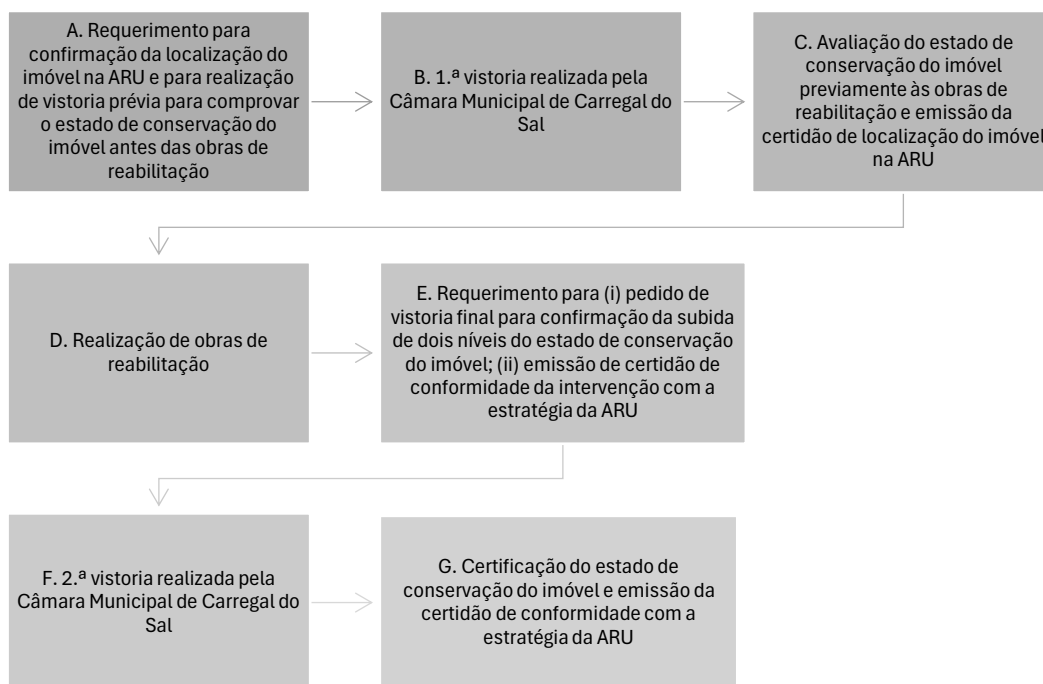 A. Requerimento para
confirmação da localização do
imóvel na ARU e para realização
de vistoria prévia para comprovar
o estado de conservação do
imóvel antes das obras de
reabilitação
B. 1.ª vistoria realizada pela
Câmara Municipal de Carregal do
Sal
C. Avaliação do estado de
conservação do imóvel
previamente às obras de
reabilitação e emissão da
certidão de localização do imóvel
na ARU
D. Realização de obras de
reabilitação
E. Requerimento para (i) pedido de
vistoria final para confirmação da subida
de dois níveis do estado de conservação
do imóvel; (ii) emissão de certidão de
conformidade da intervenção com a
estratégia da ARU
F. 2.ª vistoria realizada pela
Câmara Municipal de Carregal do
Sal
G. Certificação do estado de
conservação do imóvel e emissão da
certidão de conformidade com a
estratégia da ARU